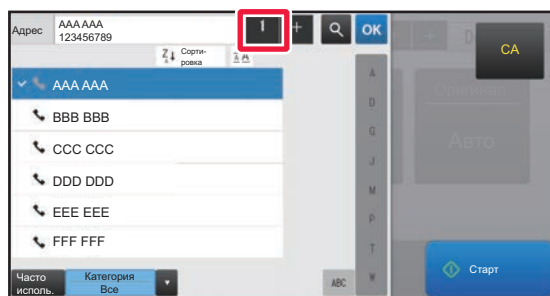 Адрес
AAA AAA
123456789
1
+
OK
CA
Z
A
Сорти-
ровка
AAA AAA
BBB BBB
CCC CCC
DDD DDD
EEE EEE
FFF FFF
A
D
G
J
M
P
T
W
ABC
Оригинал
Авто
Часто
исполь.
Категория
Все
Старт